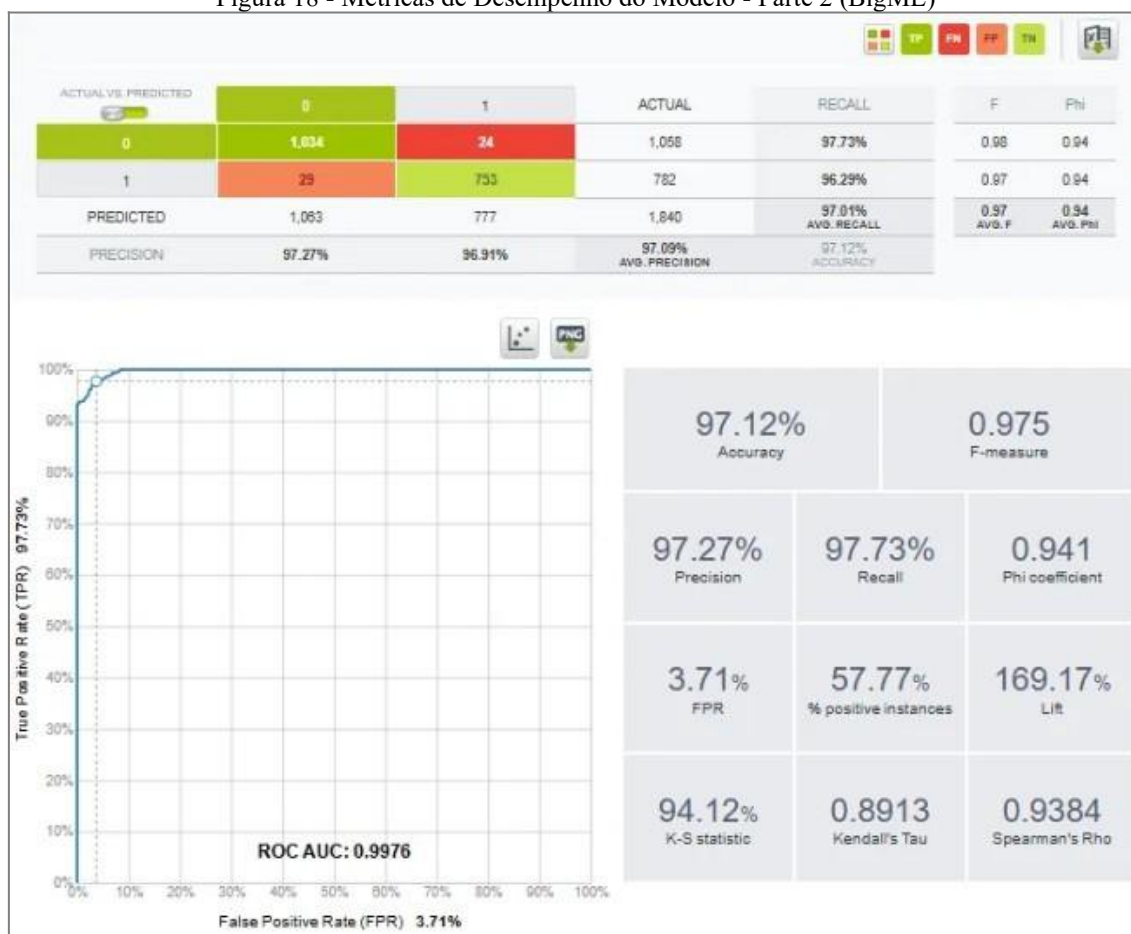 Figura 18 - Métricas de Desempenho do Modelo - Parte 2 (BigML)
TP FN FP TN
ACTUAL VS. PREDICTED 0 1 ACTUAL RECALL F Phi
0 1,034 24 1,058 97.73% 0.98 0.94
1 29 753 782 96.29% 0.97 0.94
PREDICTED 1,063 777 1,840 97.01% 0.97 0.94
AVG. RECALL AVG. F AVG. Phi
PRECISION 97.27% 96.91% 97.09% 97.12%
AVG. PRECISION ACCURACY
PNG
100%
90%
80%
70%
60%
50%
40%
30%
20%
10%
0%
True Positive Rate (TPR) 97.73%
ROC AUC: 0.9976
0% 10% 20% 30% 40% 50% 60% 70% 80% 90% 100%
False Positive Rate (FPR) 3.71%
97.12% 0.975
Accuracy F-measure
97.27% 97.73% 0.941
Precision Recall Phi coefficient
3.71% 57.77% 169.17%
FPR % positive instances Lift
94.12% 0.8913 0.9384
K-S statistic Kendall's Tau Spearman's Rho